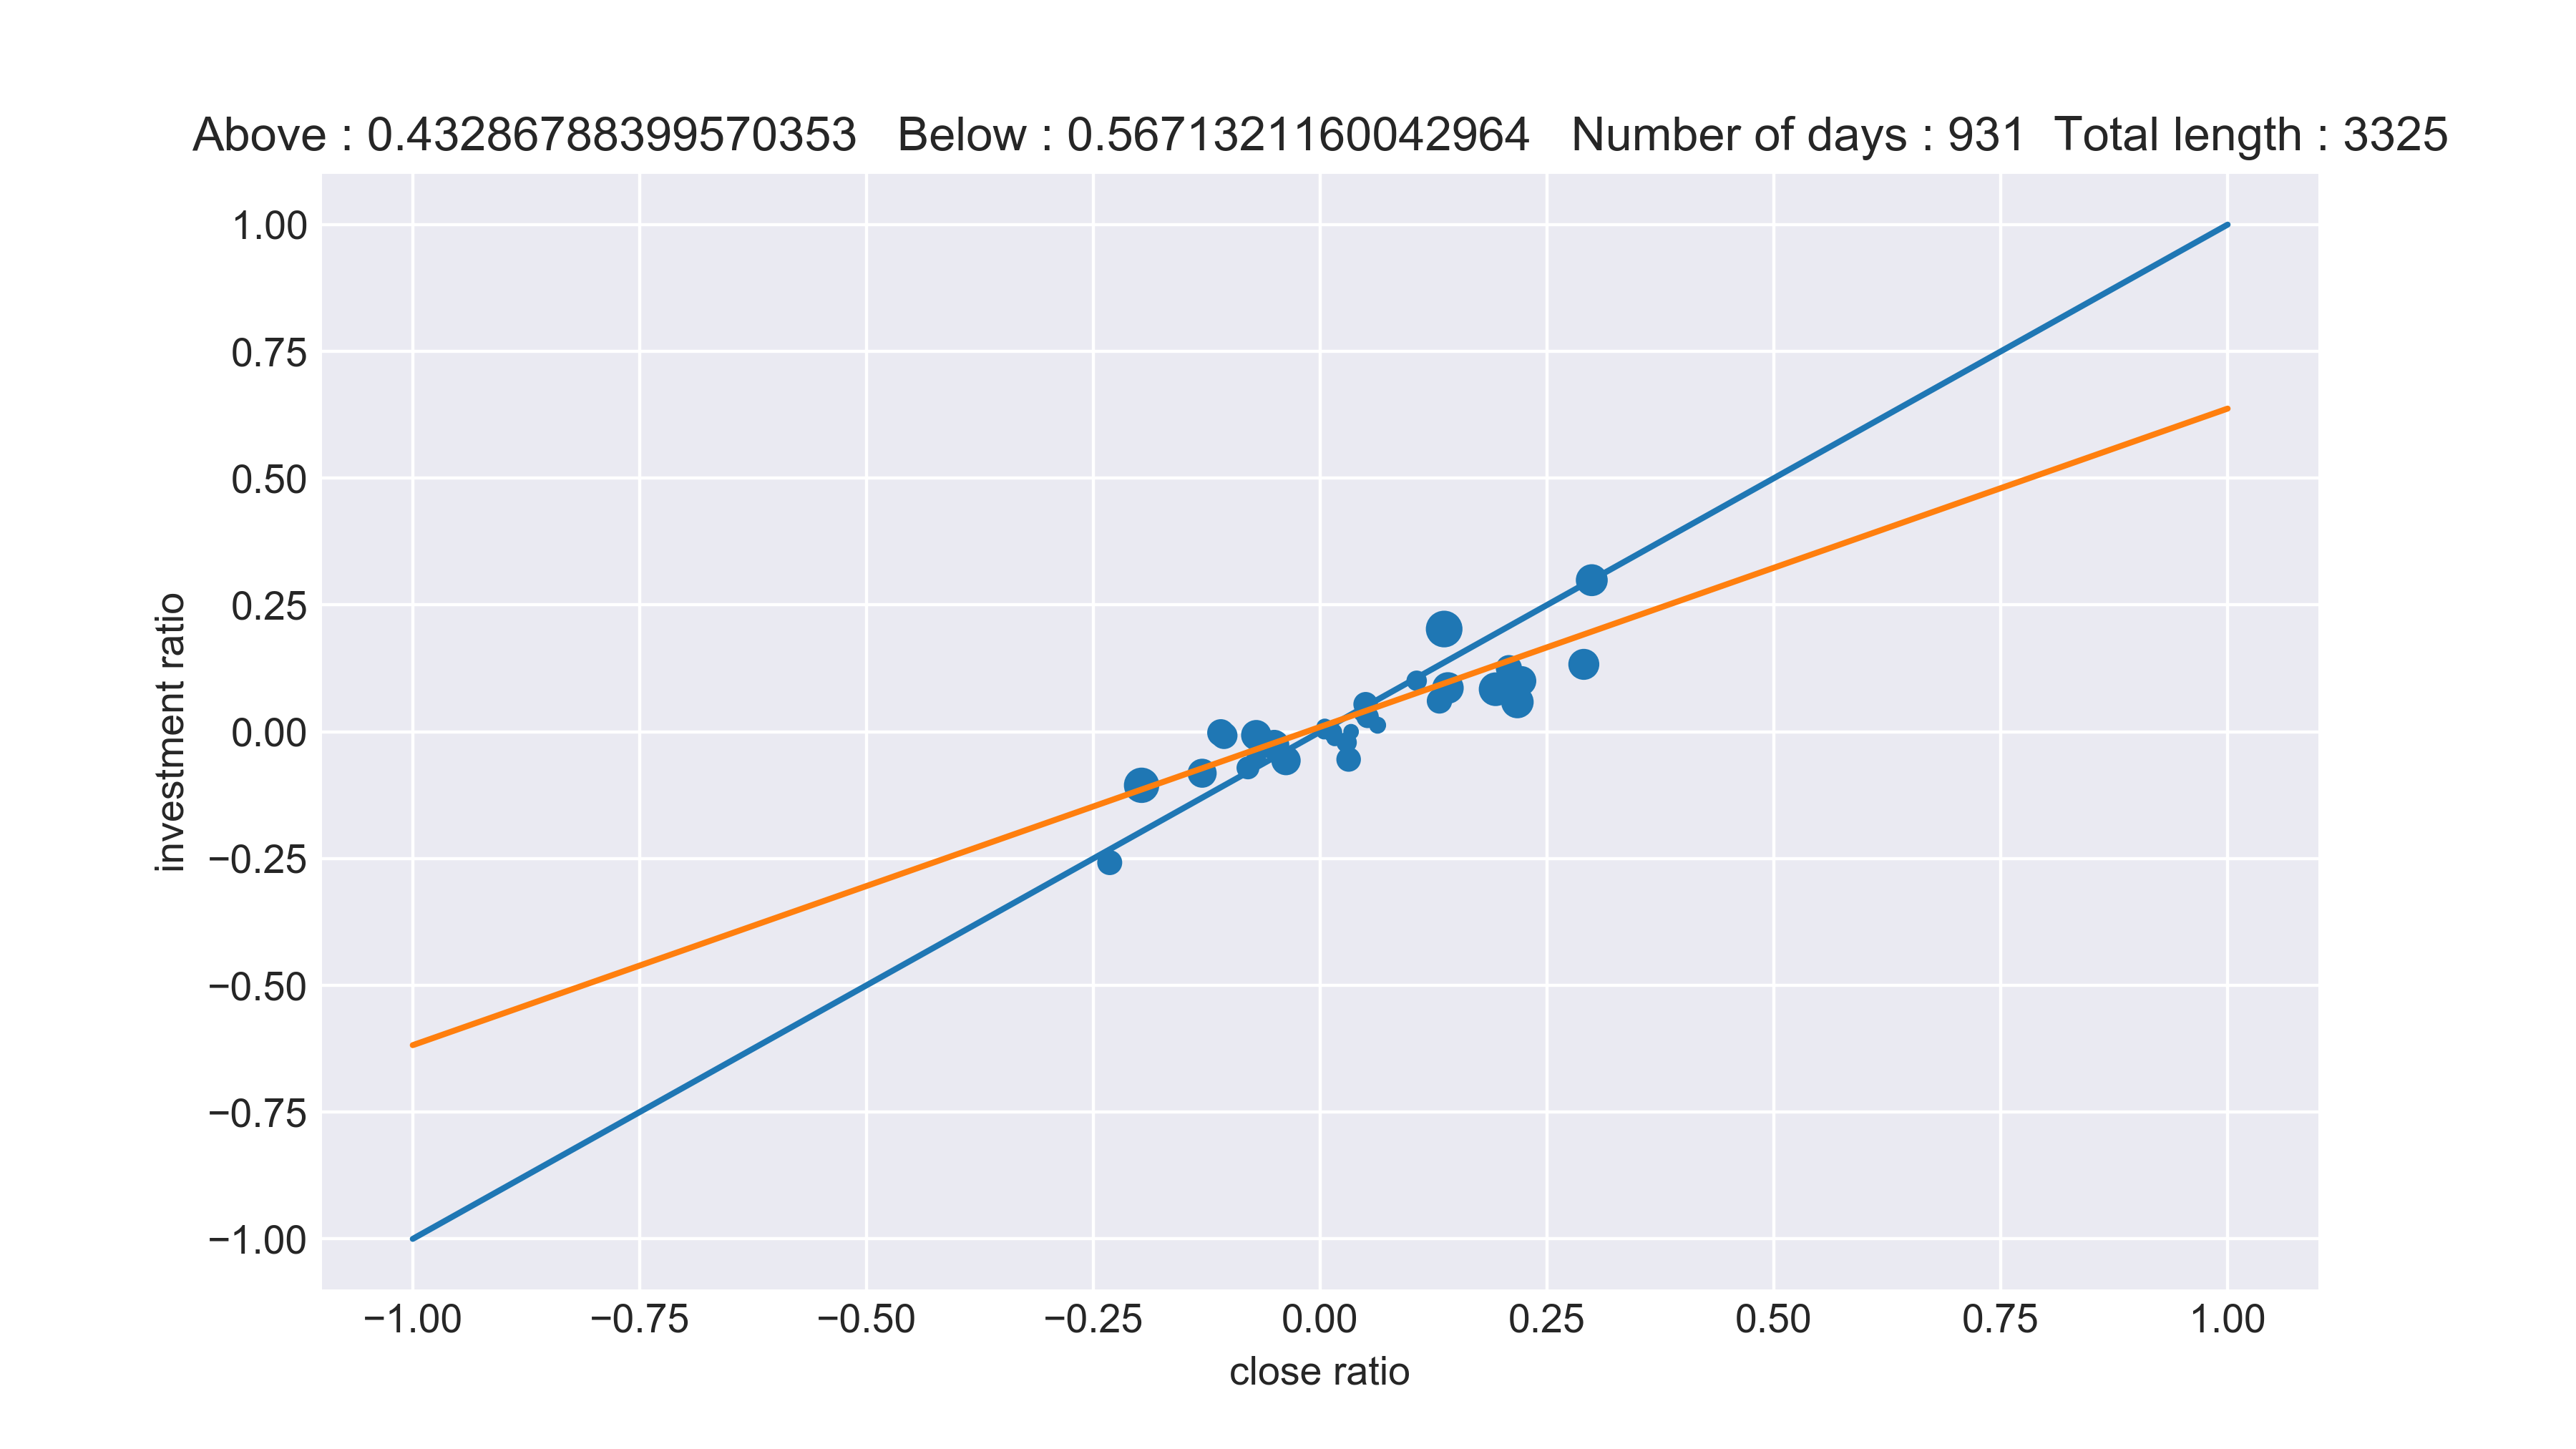 Above : 0.43286788399570353   Below : 0.5671321160042964   Number of days : 931  Total length : 3325
1.00
0.75
0.50
0.25
0.00
−0.25
−0.50
−0.75
−1.00
investment ratio
−1.00 −0.75 −0.50 −0.25 0.00 0.25 0.50 0.75 1.00
close ratio